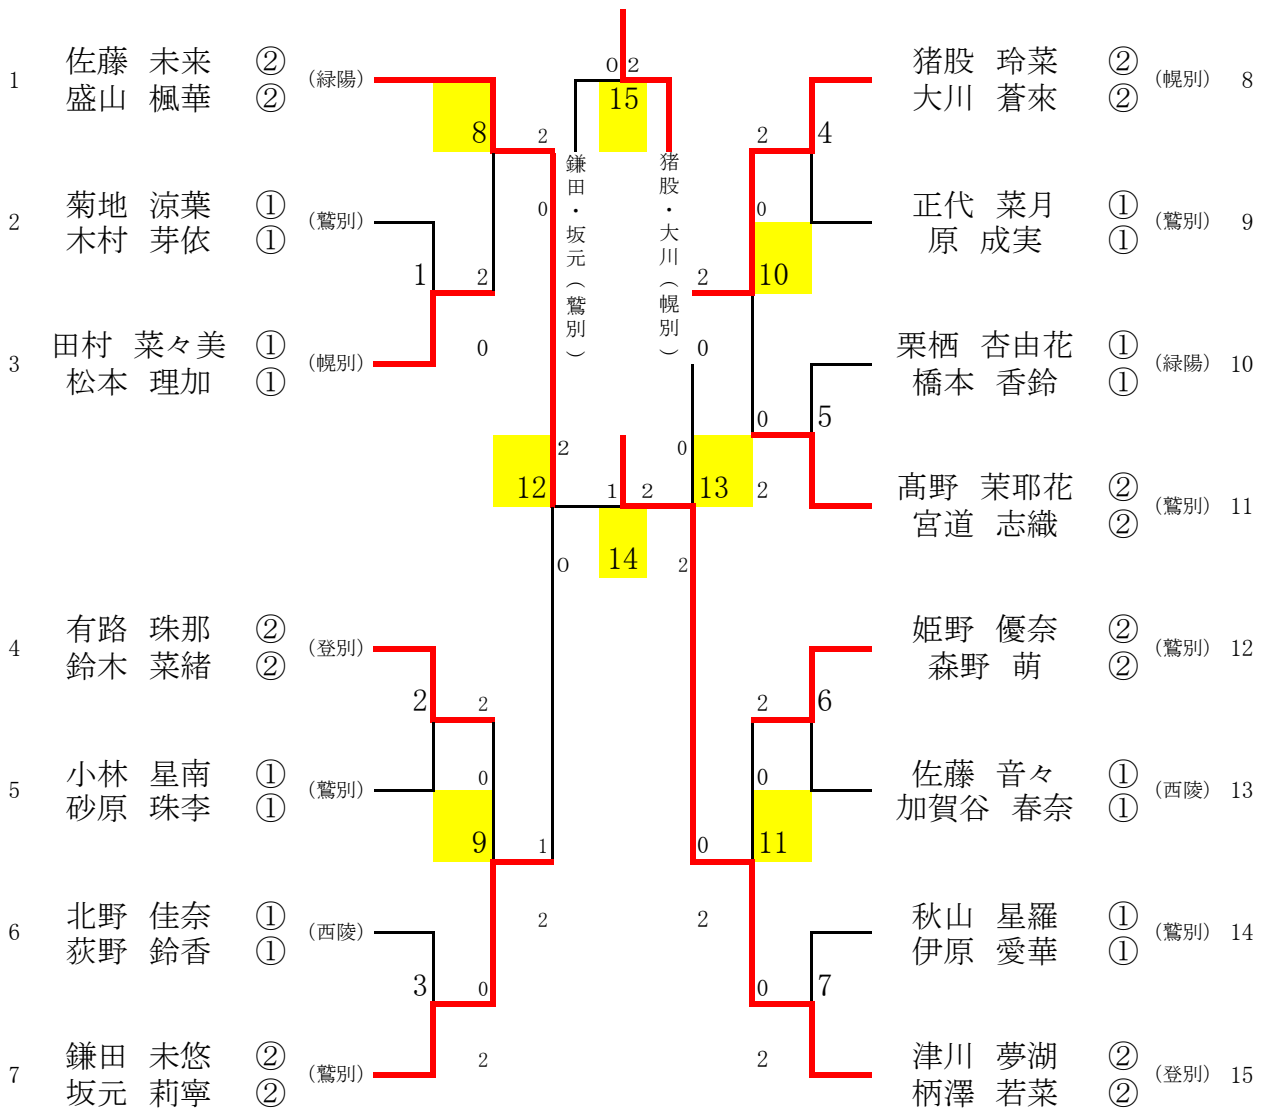 1
佐藤 未来 ②
盛山 楓華 ②
(緑陽)
2
菊地 涼葉 ①
木村 芽依 ①
(鷲別)
3
田村 菜々美 ①
松本 理加 ①
(幌別)
4
有路 珠那 ②
鈴木 菜緒 ②
(登別)
5
小林 星南 ①
砂原 珠李 ①
(鷲別)
6
北野 佳奈 ①
荻野 鈴香 ①
(西陵)
7
鎌田 未悠 ②
坂元 莉寧 ②
(鷲別)
8 2
0
1 2
0
2 2
0
9 1
2
3 0
2
12 2
0
0 2
15
鎌田・坂元(鷲別)
猪股・大川(幌別)
1 2
14
2 4
0
10
2
0
0 5
2
0
13
2
2 6
0
11
0
2
0 7
2
猪股 玲菜 ②
大川 蒼來 ②
(幌別) 8
正代 菜月 ①
原 成実 ①
(鷲別) 9
栗栖 杏由花 ①
橋本 香鈴 ①
(緑陽) 10
髙野 茉耶花 ②
宮道 志織 ②
(鷲別) 11
姫野 優奈 ②
森野 萌 ②
(鷲別) 12
佐藤 音々 ①
加賀谷 春奈 ①
(西陵) 13
秋山 星羅 ①
伊原 愛華 ①
(鷲別) 14
津川 夢湖 ②
柄澤 若菜 ②
(登別) 15